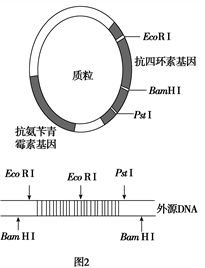 EcoR I
抗四环素基因
质粒
BamH I
Pst I
抗氨苄青
霉素基因
EcoR I EcoR I Pst I
外源DNA
BamH I BamH I
图2